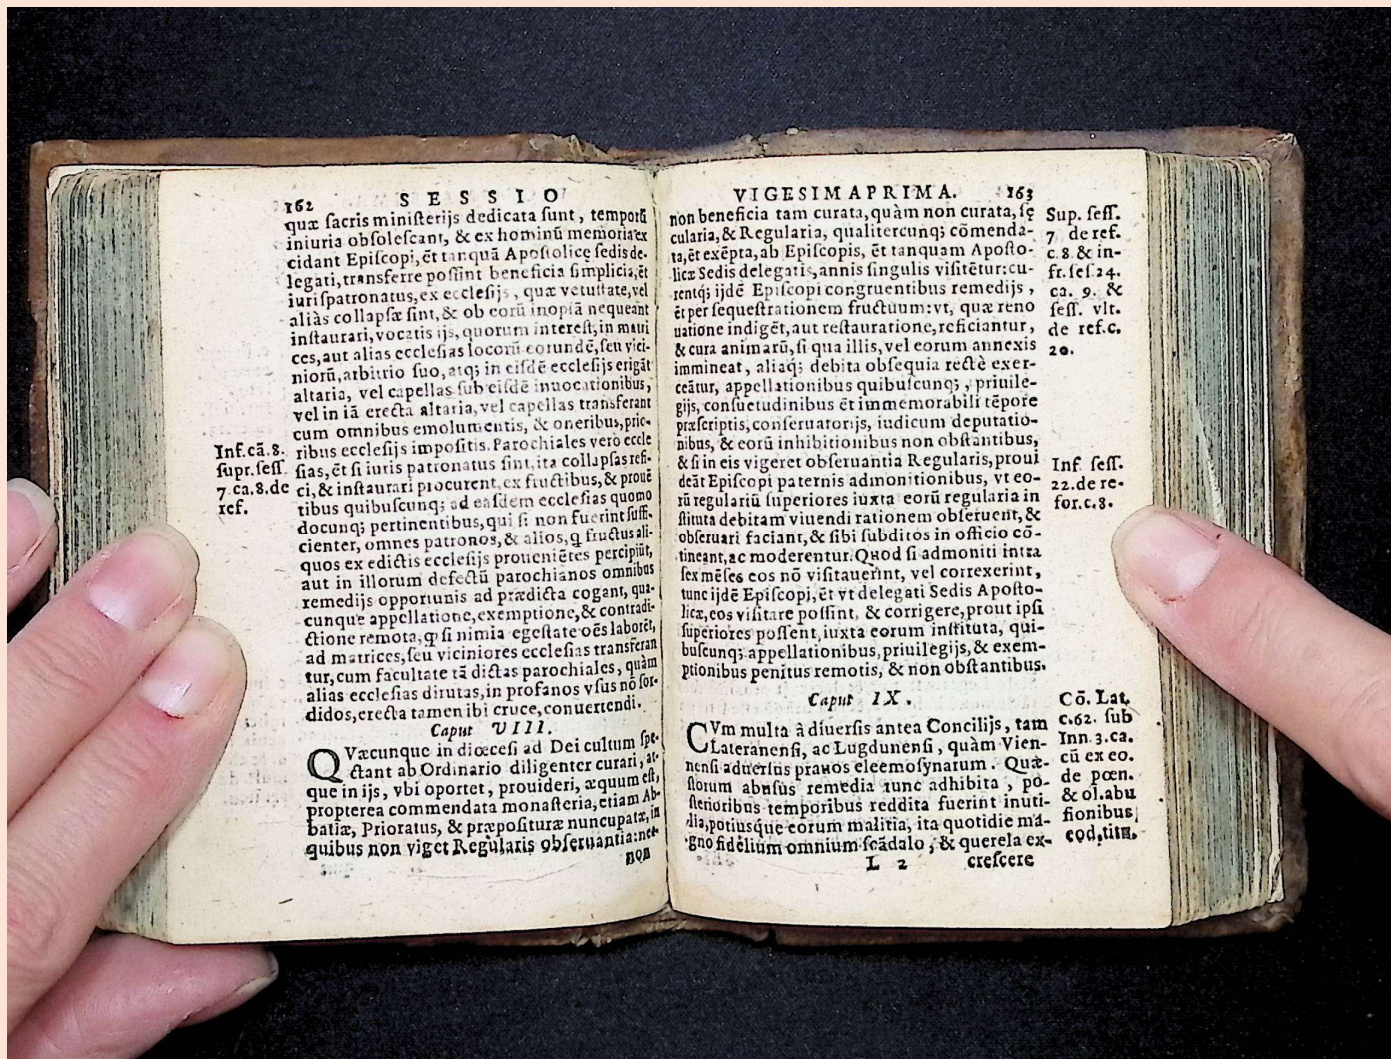 162 SESSIO
quæ ſacris miniſterijs dedicata ſunt, temporũ
iniuria obſoleſcant, & ex hominũ memoria ex
cidant Epiſcopi, ẽt tanquã Apoſtolicę ſedis de-
legati, transferre poſſint beneficia ſimplicia, ẽt
iuriſpatronatus, ex eccleſijs, quæ vetuſtate, vel
aliàs collapſæ ſint, & ob eorũ inopiã nequeant
inſtaurari, vocatis ijs, quorum intereſt, in matri
ces, aut alias eccleſias locorũ eorundẽ, ſeu vici-
niorũ, arbitrio ſuo, atq; in eiſdẽ eccleſijs erigãt
altaria, vel capellas ſub eiſdẽ inuocationibus,
vel in iã erecta altaria, vel capellas transferant
cum omnibus emolumentis, & oneribus, prio-
ribus eccleſijs impoſitis. Parochiales verò eccle
ſias, ẽt ſi iuris patronatus ſint, ita collapſas refi-
ci, & inſtaurari procurent, ex fructibus, & prouẽ
tibus quibuſcunq; ad eaſdem eccleſias quomo
docunq; pertinentibus, qui ſi non fuerint ſuffi-
cienter, omnes patronos, & alios, q fructus ali-
quos ex edictis eccleſijs proueniẽtes percipiũt,
aut in illorum defectũ parochianos omnibus
remedijs opportunis ad prædicta cogant, qua-
cunque appellatione, exemptione, & contradi-
ctione remota, q ſi nimia egeſtate oẽs laborẽt,
ad matrices, ſeu viciniores eccleſias transferan
tur, cum facultate tã dictas parochiales, quàm
alias eccleſias dirutas, in profanos vſus nõ ſor-
didos, erecta tamen ibi cruce, conuertendi.
Inf. cã. 8.
ſupr. ſeſſ.
7. ca. 8. de
ref.
Caput VIII.
QVæcunque in diœceſi ad Dei cultum ſpe-
ctant ab Ordinario diligenter curari, at-
que in ijs, vbi oportet, prouideri, æquum eſt,
propterea commendata monaſteria, etiam Ab-
batiæ, Prioratus, & præpoſituræ nuncupatæ, in
quibus non viget Regularis obſeruantia: nec-
non
VIGESIMAPRIMA. 163
non beneficia tam curata, quàm non curata, ſę
cularia, & Regularia, qualitercunq; cõmenda-
ta, ẽt exẽpta, ab Epiſcopis, ẽt tanquam Apoſto-
licæ Sedis delegatis, annis ſingulis viſitẽtur: cu-
rentq; ijdẽ Epiſcopi congruentibus remedijs,
ẽt per ſequeſtrationem fructuum: vt, quæ reno
uatione indigẽt, aut reſtauratione, reficiantur,
& cura animarũ, ſi qua illis, vel eorum annexis
immineat, aliaq; debita obſequia rectè exer-
ceãtur, appellationibus quibuſcunq;, priuile-
gijs, conſuetudinibus ẽt immemorabili tẽpore
præſcriptis, conſeruatorijs, iudicum deputatio-
nibus, & eorũ inhibitionibus non obſtantibus,
& ſi in eis vigeret obſeruantia Regularis, proui
deãt Epiſcopi paternis admonitionibus, vt eo-
rũ regulariũ ſuperiores iuxta eorũ regularia in
ſtituta debitam viuendi rationem obſeruent, &
obſeruari faciant, & ſibi ſubditos in officio cõ-
tineant, ac moderentur. Quod ſi admoniti intra
ſex mẽſes eos nõ viſitauerint, vel correxerint,
tunc ijdẽ Epiſcopi, ẽt vt delegati Sedis Apoſto-
licæ, eos viſitare poſſint, & corrigere, prout ipſi
ſuperiores poſſent, iuxta eorum inſtituta, qui-
buſcunq; appellationibus, priuilegijs, & exem-
ptionibus penitus remotis, & non obſtantibus.
Sup. ſeſſ.
7. de ref.
c. 8. & in-
fr. ſeſ. 24.
ca. 9. &
ſeſſ. vlt.
de ref. c.
20.
Inf. ſeſſ.
22. de re-
for. c. 8.
Caput IX.
CVm multa à diuerſis antea Concilijs, tam
Lateranenſi, ac Lugdunenſi, quàm Vien-
nenſi aduerſus prauos eleemoſynarum. Quæ-
ſtorum abuſus remedia tunc adhibita, po-
ſterioribus temporibus reddita fuerint inuti-
lia, potiusque eorum malitia, ita quotidie ma-
gno fidelium omnium ſcãdalo, & querela ex-
L 2 creſcere
Cõ. Lat.
c. 62. ſub
Inn. 3. ca.
cũ ex eo.
de pœn.
& ol. abu
ſionibus
eod. titu.